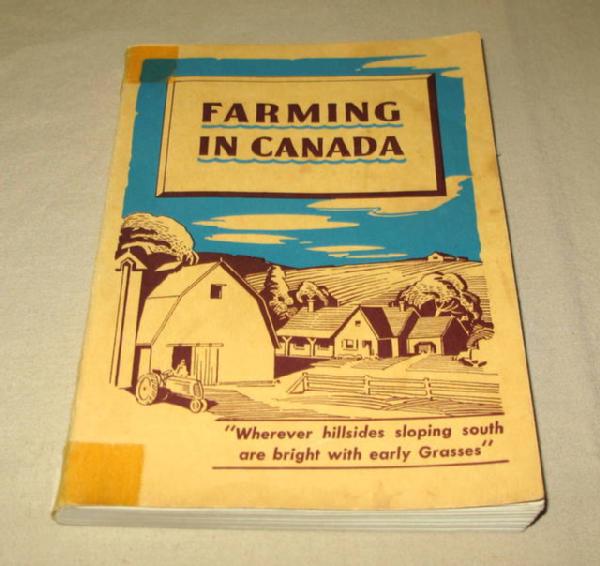 FARMING
IN CANADA
"Wherever hillsides sloping south
are bright with early Grasses"